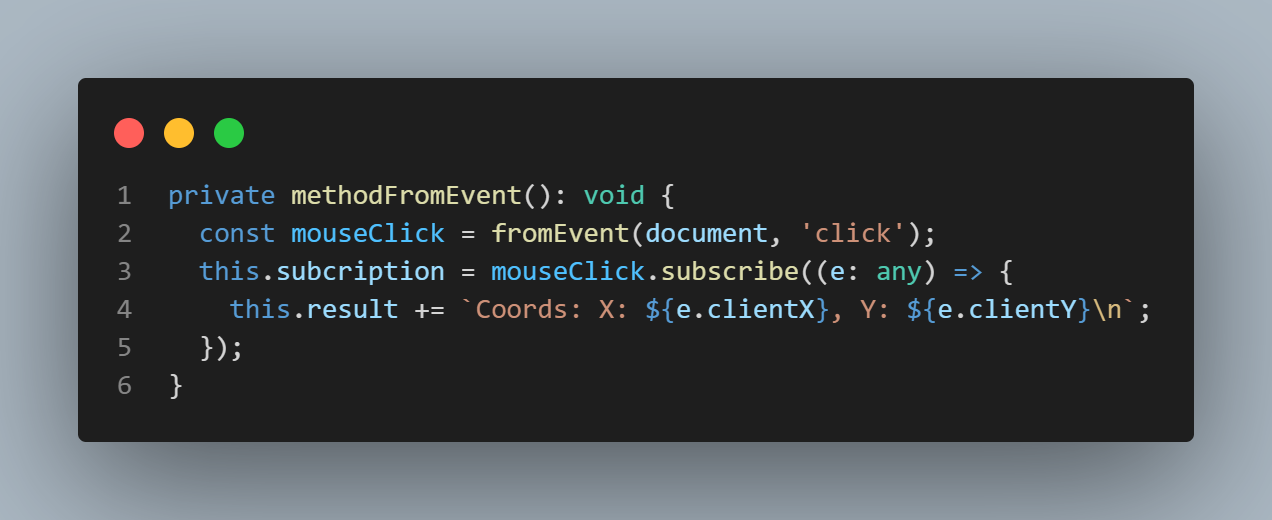 1 private methodFromEvent(): void {
2   const mouseClick = fromEvent(document, 'click');
3   this.subcription = mouseClick.subscribe((e: any) => {
4     this.result += `Coords: X: ${e.clientX}, Y: ${e.clientY}\n`;
5   });
6 }